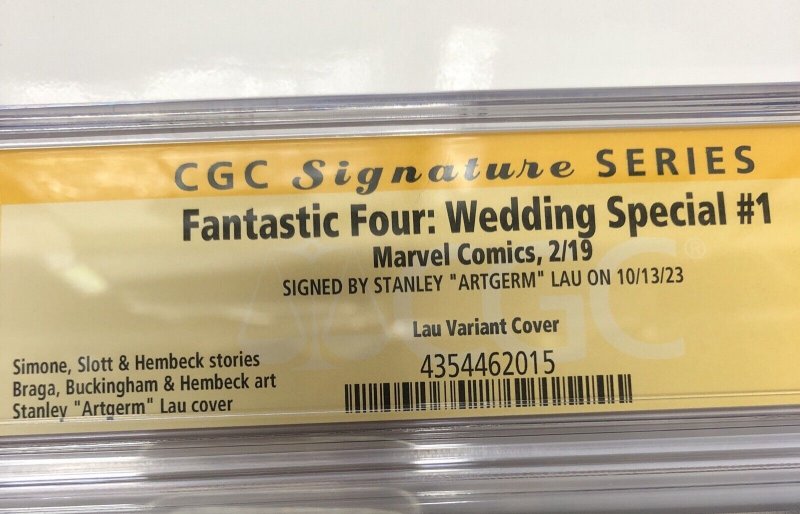 CGC Signature SERIES
Fantastic Four: Wedding Special #1
Marvel Comics, 2/19
SIGNED BY STANLEY "ARTGERM" LAU ON 10/13/23
CGC®
Lau Variant Cover
4354462015
Simone, Slott & Hembeck stories
Braga, Buckingham & Hembeck art
Stanley "Artgerm" Lau cover